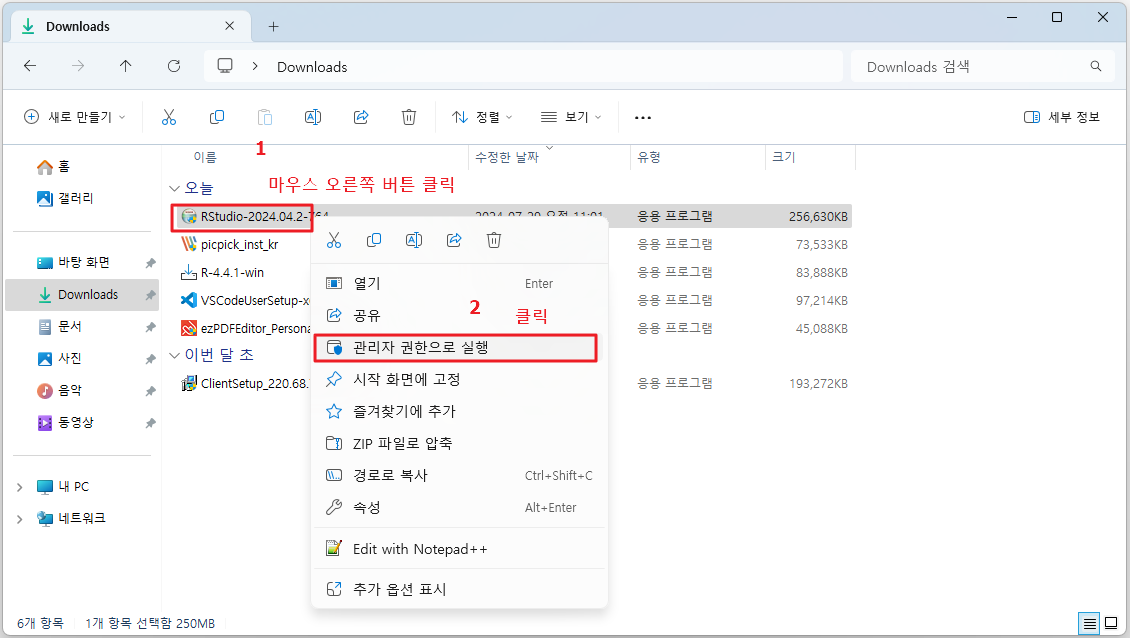 Downloads
Downloads
Downloads 검색
새로 만들기
정렬
보기
세부 정보
1
이름
수정한 날짜
유형
크기
홈
갤러리
바탕 화면
Downloads
문서
사진
음악
동영상
내 PC
네트워크
오늘
마우스 오른쪽 버튼 클릭
RStudio-2024.04.2-764
응용 프로그램
256,630KB
picpick_inst_kr
응용 프로그램
73,533KB
R-4.4.1-win
응용 프로그램
83,888KB
VSCodeUserSetup-x
응용 프로그램
97,214KB
ezPDFEditor_Persona
응용 프로그램
45,088KB
이번 달 초
ClientSetup_220.68.
응용 프로그램
193,272KB
열기 Enter
공유
2 클릭
관리자 권한으로 실행
시작 화면에 고정
즐겨찾기에 추가
ZIP 파일로 압축
경로로 복사 Ctrl+Shift+C
속성 Alt+Enter
Edit with Notepad++
추가 옵션 표시
6개 항목
1개 항목 선택함 250MB